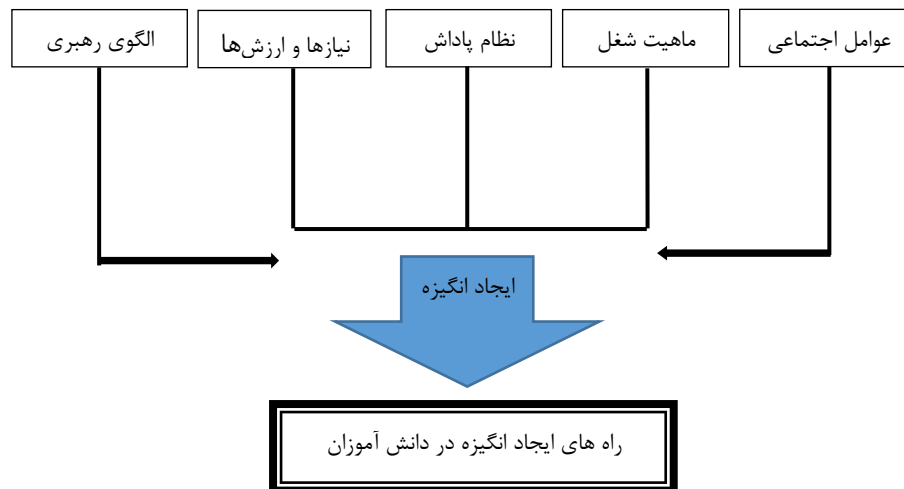 عوامل اجتماعی
ماهیت شغل
نظام پاداش
نیازها و ارزش‌ها
الگوی رهبری
ایجاد انگیزه
راه های ایجاد انگیزه در دانش آموزان